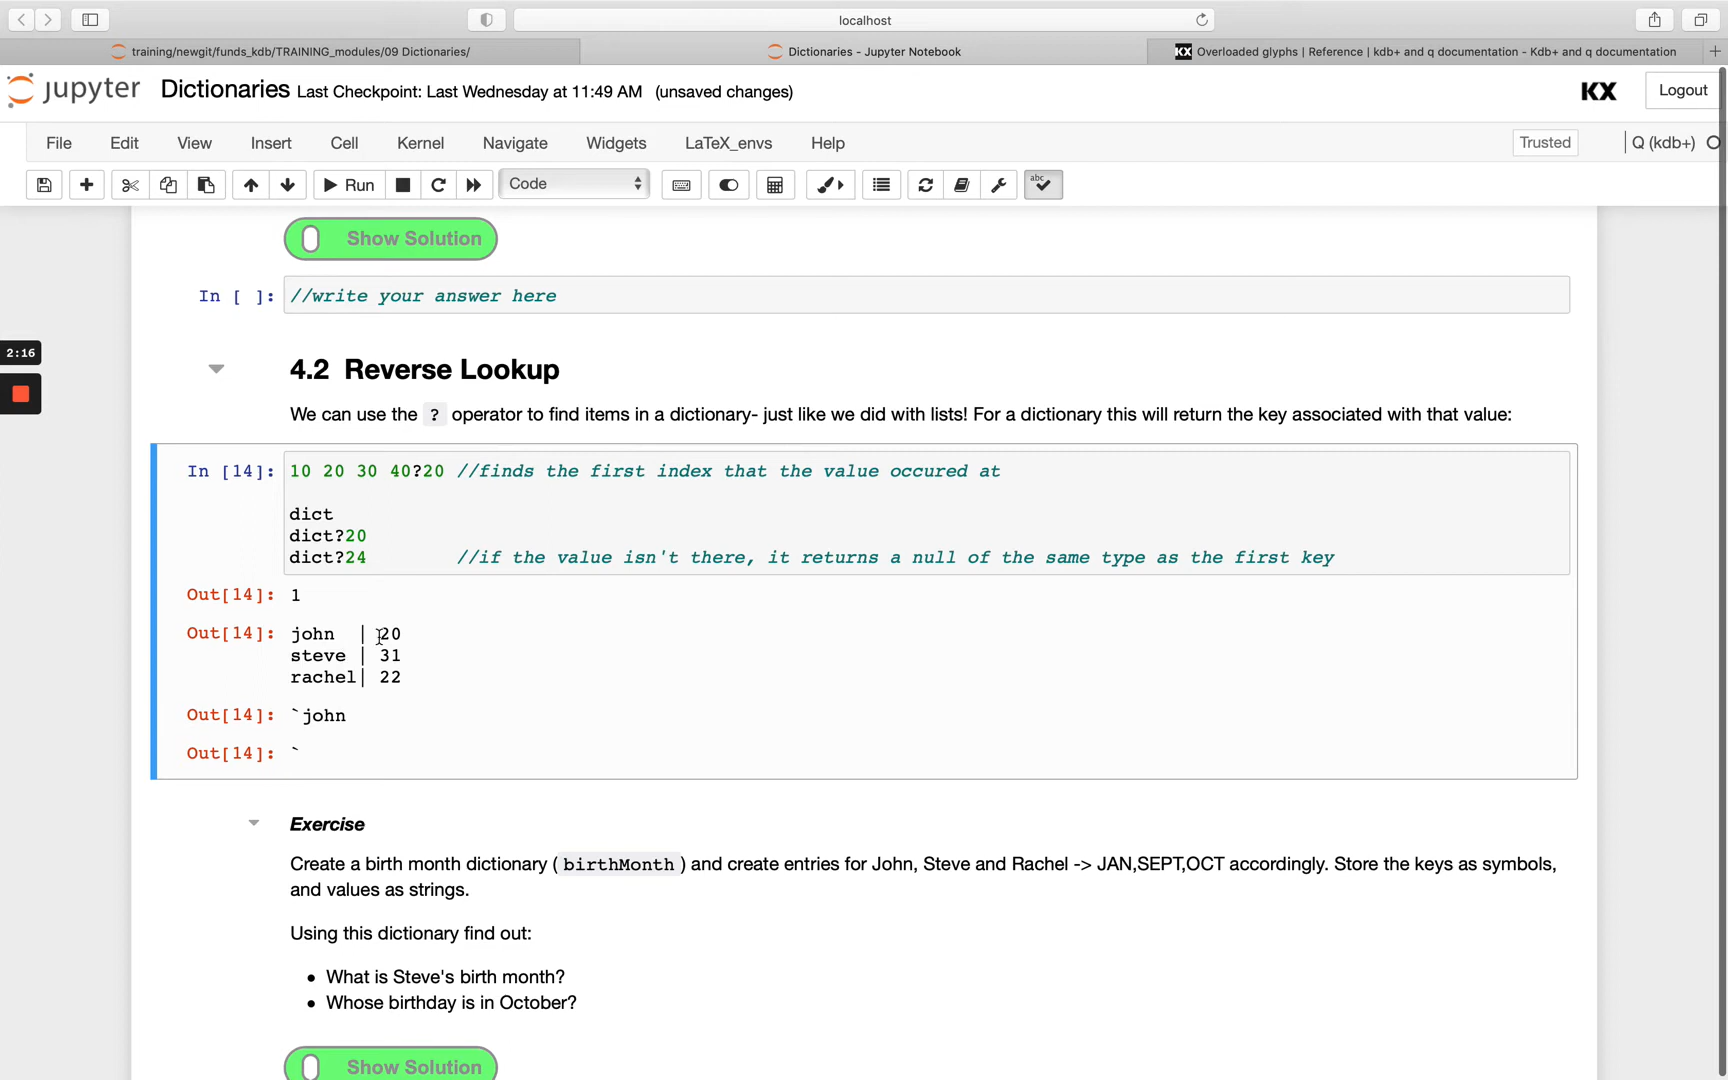 localhost
training/newgit/funds_kdb/TRAINING_modules/09 Dictionaries/
Dictionaries - Jupyter Notebook
KX Overloaded glyphs | Reference | kdb+ and q documentation - Kdb+ and q documentation
jupyter Dictionaries Last Checkpoint: Last Wednesday at 11:49 AM (unsaved changes)
KX
Logout
File Edit View Insert Cell Kernel Navigate Widgets LaTeX_envs Help
Trusted
Q (kdb+)
Run
Code
abc
Show Solution
In [ ]: //write your answer here
2:16
4.2 Reverse Lookup
We can use the ? operator to find items in a dictionary- just like we did with lists! For a dictionary this will return the key associated with that value:
In [14]: 10 20 30 40?20 //finds the first index that the value occured at
dict
dict?20
dict?24 //if the value isn't there, it returns a null of the same type as the first key
Out[14]: 1
Out[14]: john | 20
steve | 31
rachel| 22
Out[14]: `john
Out[14]: `
Exercise
Create a birth month dictionary ( birthMonth ) and create entries for John, Steve and Rachel -> JAN,SEPT,OCT accordingly. Store the keys as symbols,
and values as strings.
Using this dictionary find out:
• What is Steve's birth month?
• Whose birthday is in October?
Show Solution